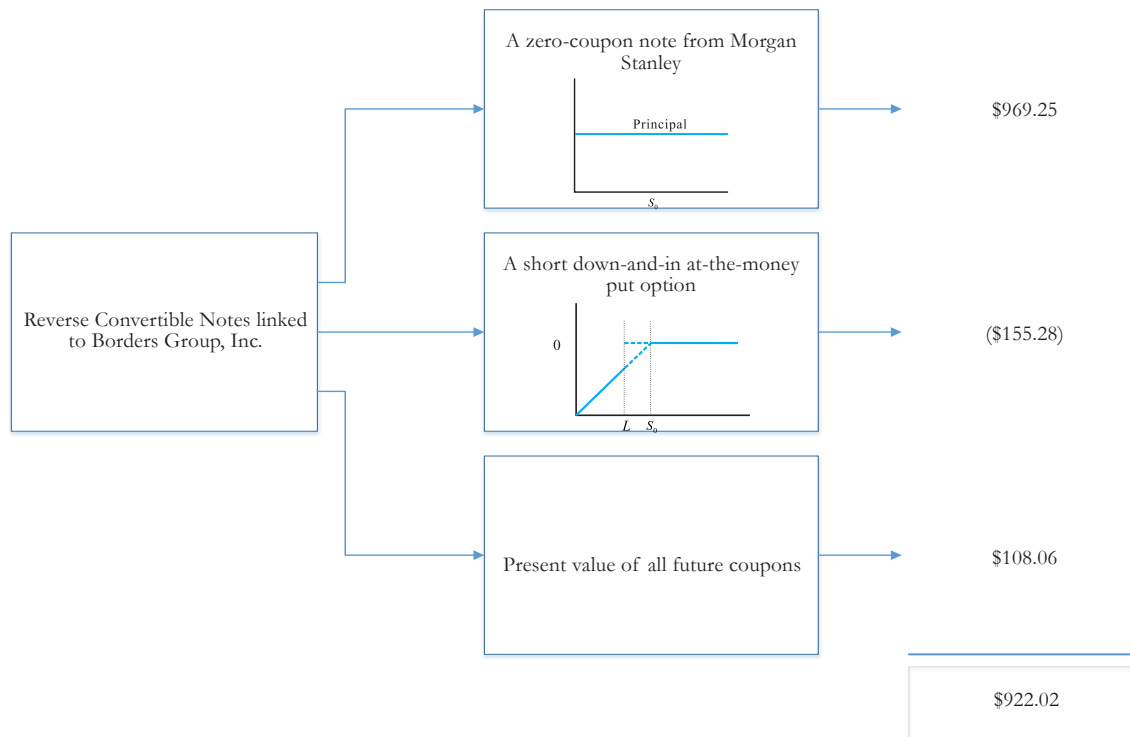 A zero-coupon note from Morgan
Stanley
Principal
S₀
$969.25
Reverse Convertible Notes linked
to Borders Group, Inc.
A short down-and-in at-the-money
put option
0
L S₀
($155.28)
Present value of all future coupons
$108.06
$922.02